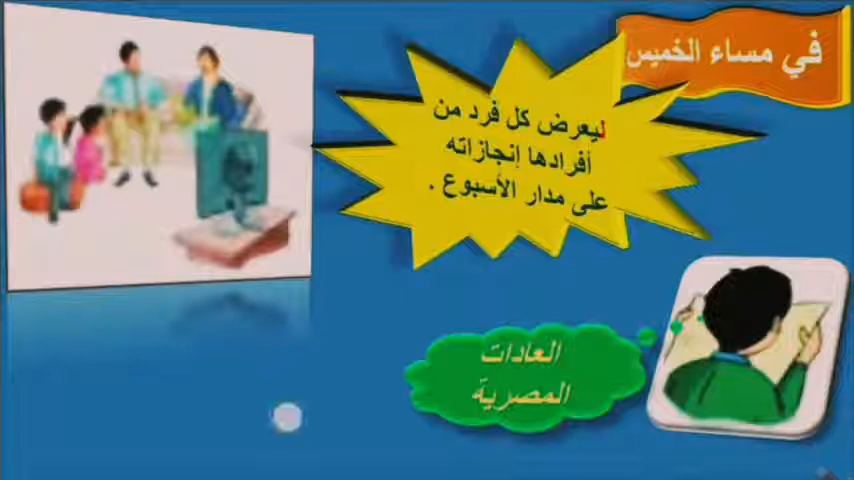 في مساء الخميس
ليعرض كل فرد من
أفرادها إنجازاته
على مدار الأسبوع .
العادات
المصرية